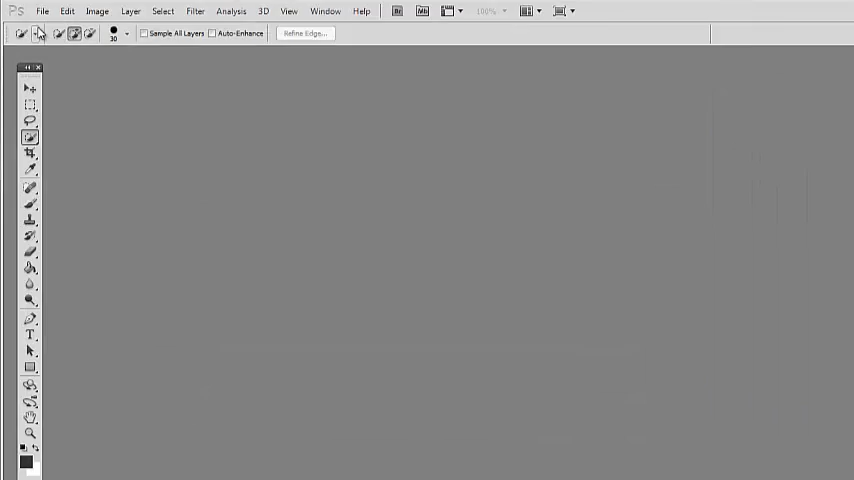 Ps File Edit Image Layer Select Filter Analysis 3D View Window Help Br Mb 100%
30 Sample All Layers Auto-Enhance Refine Edge...
T